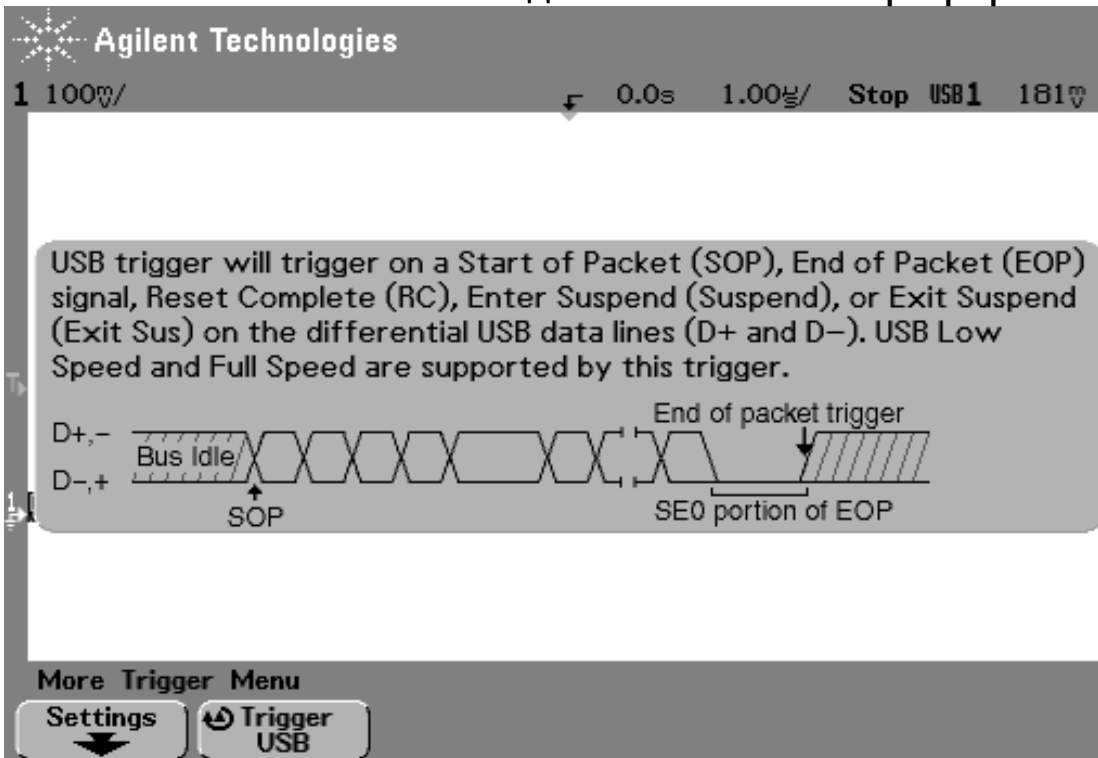 Agilent Technologies
1 100mV/ 0.0s 1.00us/ Stop USB1 181mV
USB trigger will trigger on a Start of Packet (SOP), End of Packet (EOP)
signal, Reset Complete (RC), Enter Suspend (Suspend), or Exit Suspend
(Exit Sus) on the differential USB data lines (D+ and D–). USB Low
Speed and Full Speed are supported by this trigger.
T
End of packet trigger
D+,–
Bus Idle
D–,+
1
SOP
SE0 portion of EOP
More Trigger Menu
Settings
Trigger
USB